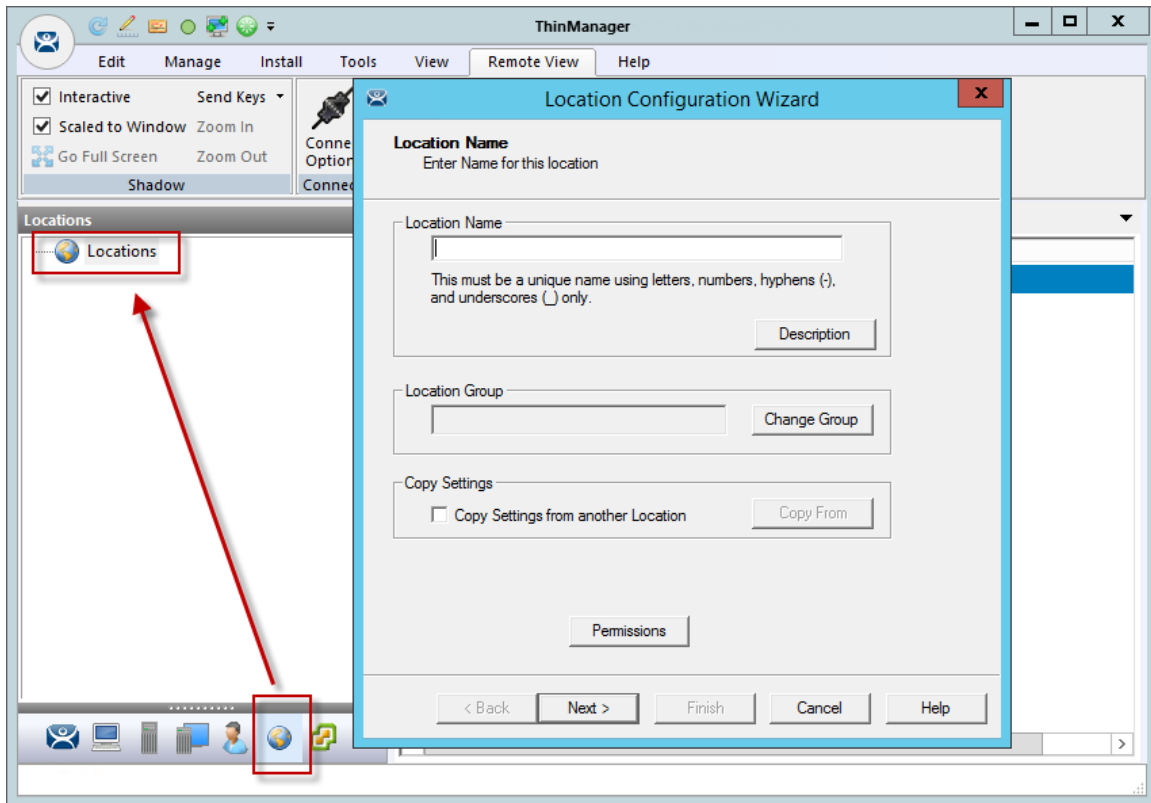 ThinManager
Edit Manage Install Tools View Remote View Help
Interactive Send Keys
Scaled to Window Zoom In
Go Full Screen Zoom Out
Shadow
Location Configuration Wizard
Location Name
Enter Name for this location
Location Name
This must be a unique name using letters, numbers, hyphens (-),
and underscores (_) only.
Description
Location Group
Change Group
Copy Settings
Copy Settings from another Location
Copy From
Permissions
< Back Next > Finish Cancel Help
Locations
Locations